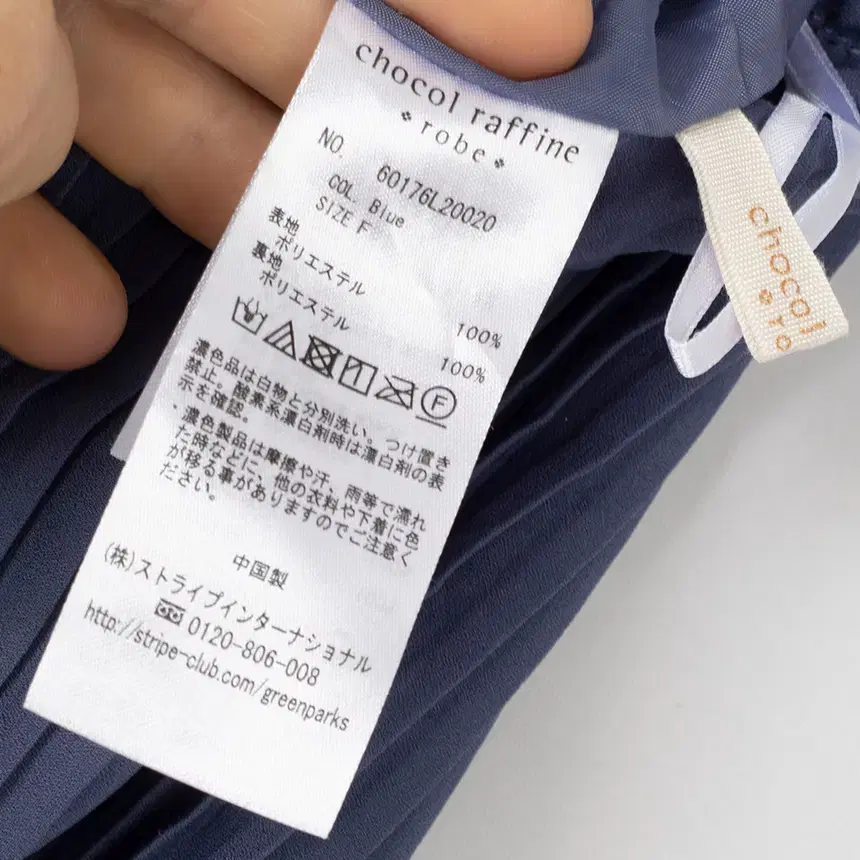 chocol raffine
robe
NO. 60176L20020
COL. Blue
SIZE F
表地
ポリエステル 100%
裏地
ポリエステル 100%
F
濃色品は白物と分別洗い。つけ置き
禁止。酸素系漂白剤時は漂白剤の表
示を確認。
・濃色製品は摩擦や汗、雨等で濡れ
た時などに、他の衣料や下着に色
が移る事がありますのでご注意く
ださい。
中国製
(株)ストライプインターナショナル
0120-806-008
http://stripe-club.com/greenparks
chocol